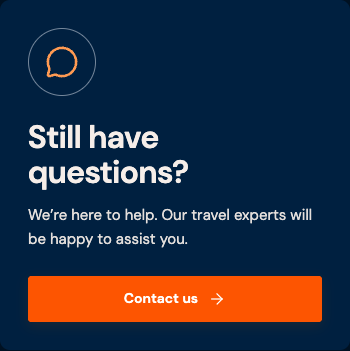 Still have
questions?
We’re here to help. Our travel experts will
be happy to assist you.
Contact us